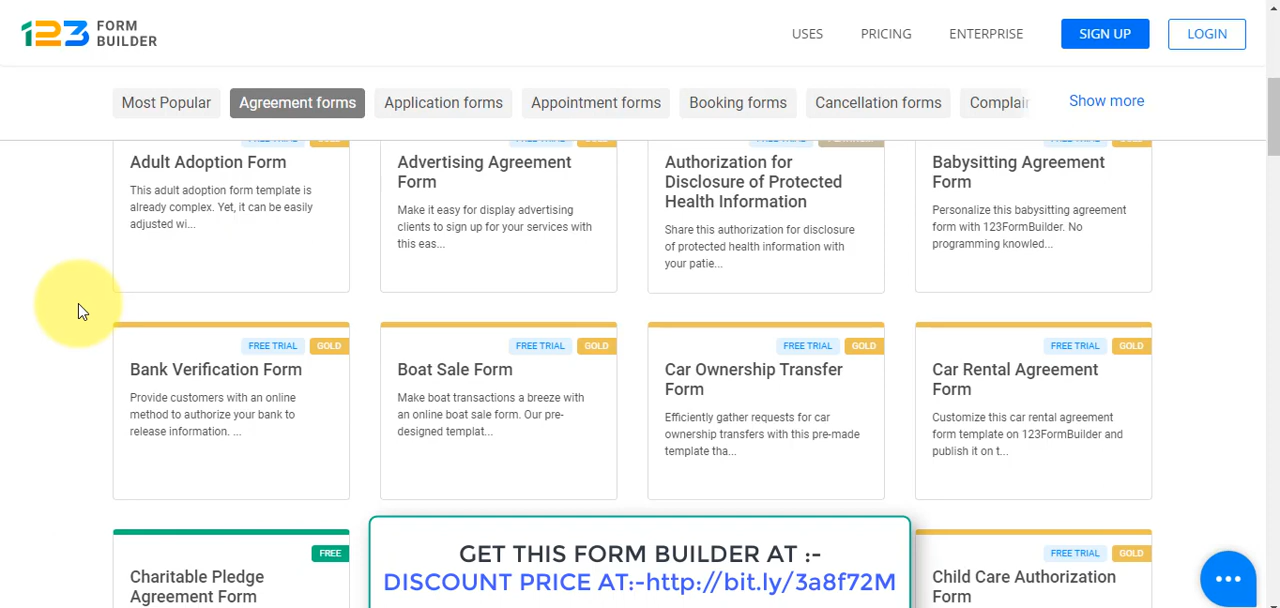 123 FORM
BUILDER
USES
PRICING
ENTERPRISE
SIGN UP
LOGIN
Most Popular
Agreement forms
Application forms
Appointment forms
Booking forms
Cancellation forms
Complain
Show more
Adult Adoption Form
This adult adoption form template is
already complex. Yet, it can be easily
adjusted wi...
Advertising Agreement
Form
Make it easy for display advertising
clients to sign up for your services with
this eas...
Authorization for
Disclosure of Protected
Health Information
Share this authorization for disclosure
of protected health information with
your patie...
Babysitting Agreement
Form
Personalize this babysitting agreement
form with 123FormBuilder. No
programming knowled...
FREE TRIAL GOLD
Bank Verification Form
Provide customers with an online
method to authorize your bank to
release information. ...
FREE TRIAL GOLD
Boat Sale Form
Make boat transactions a breeze with
an online boat sale form. Our pre-
designed templat...
FREE TRIAL GOLD
Car Ownership Transfer
Form
Efficiently gather requests for car
ownership transfers with this pre-made
template tha...
FREE TRIAL GOLD
Car Rental Agreement
Form
Customize this car rental agreement
form template on 123FormBuilder and
publish it on t...
FREE
Charitable Pledge
Agreement Form
GET THIS FORM BUILDER AT :-
DISCOUNT PRICE AT:-http://bit.ly/3a8f72M
FREE TRIAL GOLD
Child Care Authorization
Form